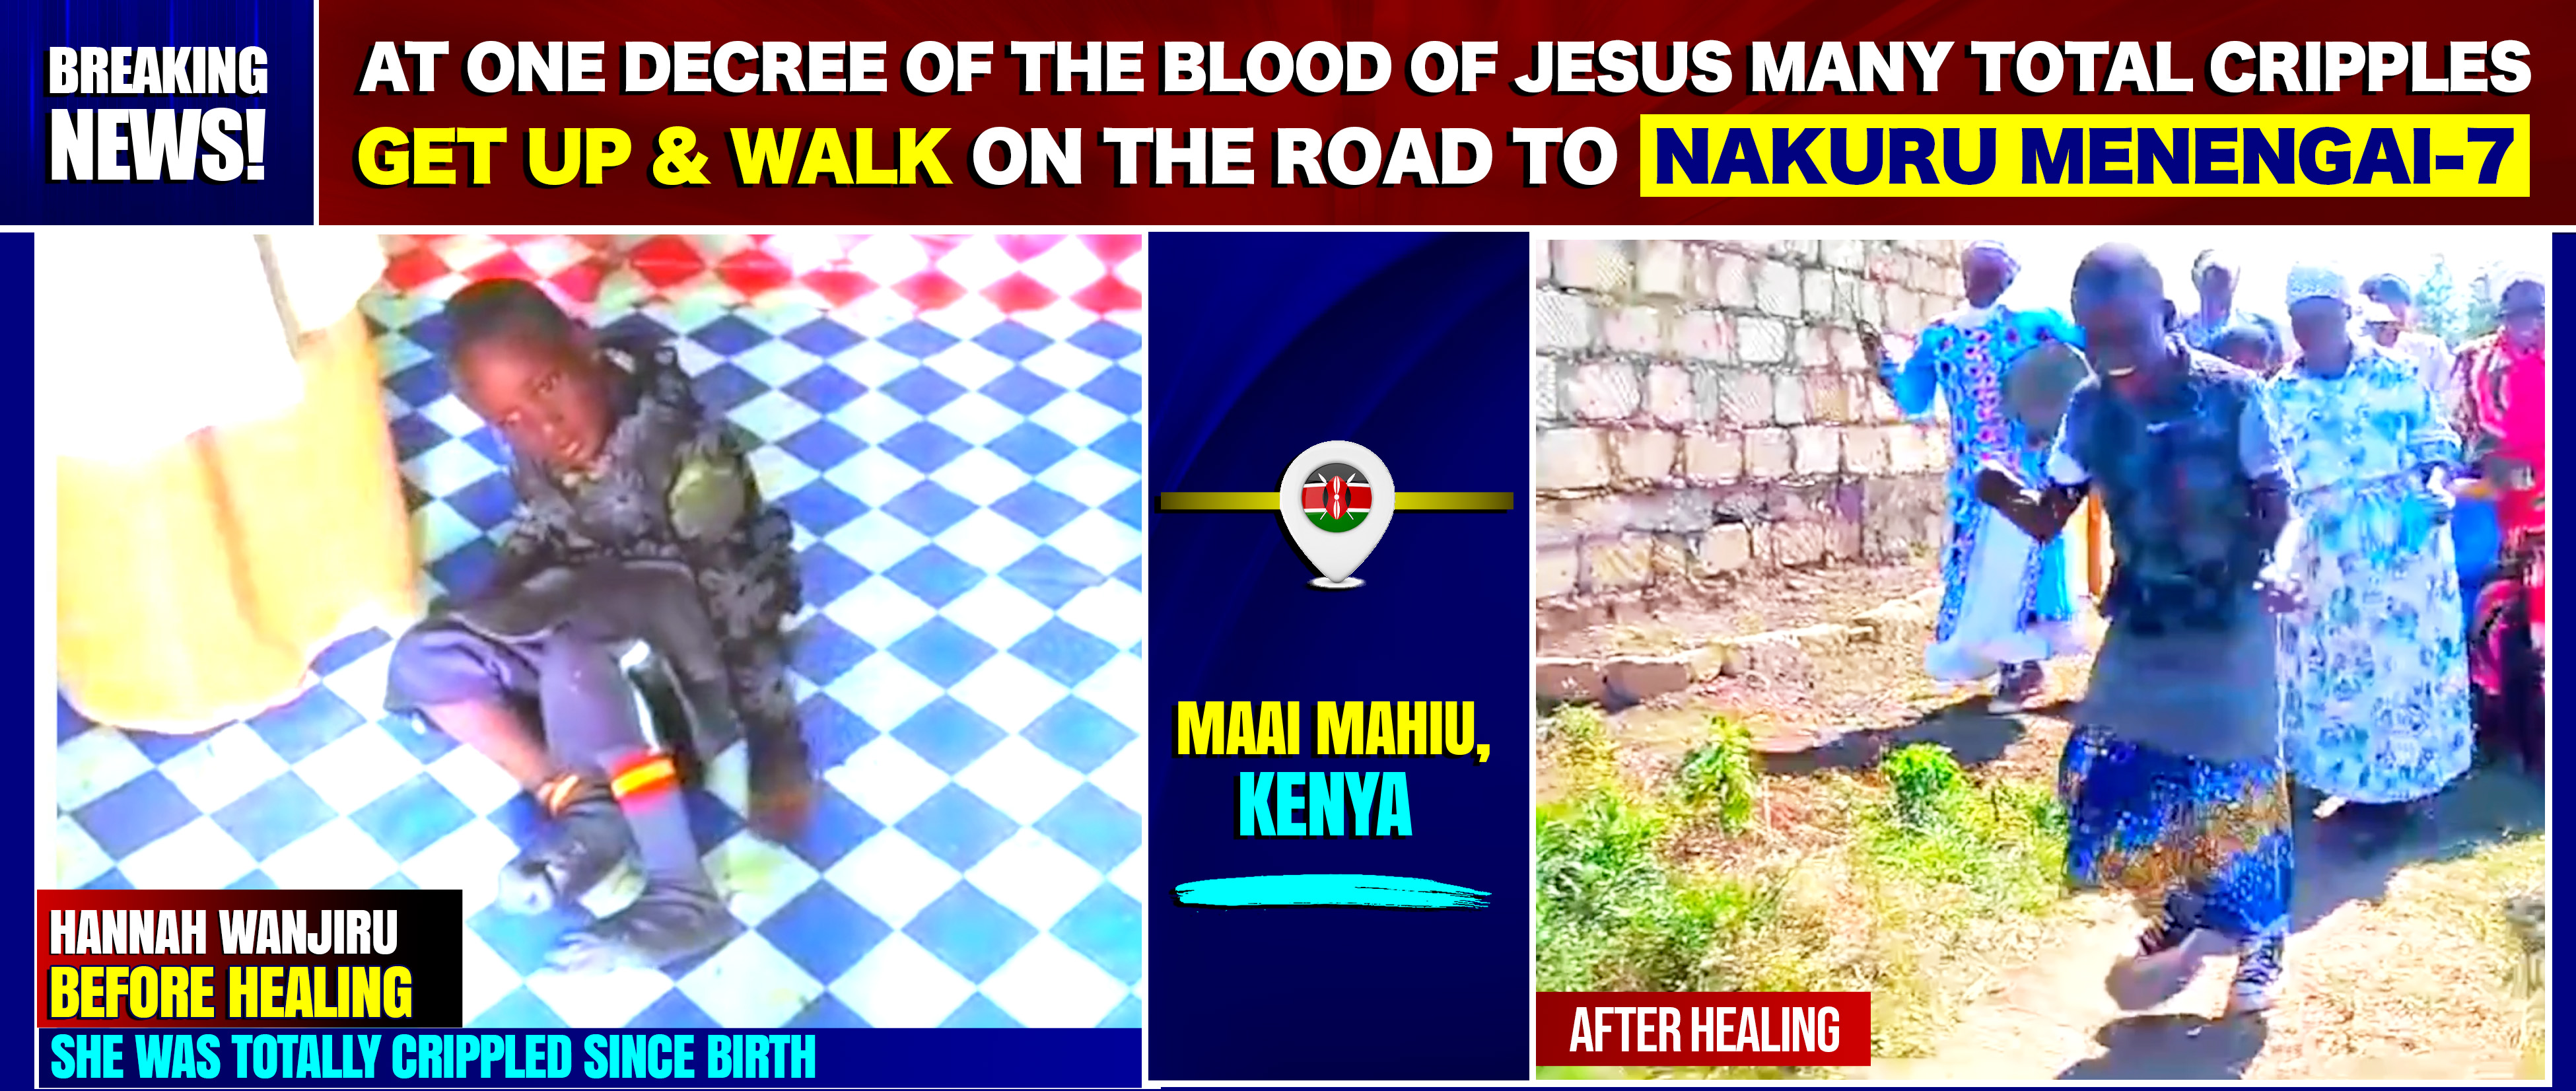 BREAKING
NEWS!
AT ONE DECREE OF THE BLOOD OF JESUS MANY TOTAL CRIPPLES
GET UP & WALK ON THE ROAD TO NAKURU MENENGAI-7
HANNAH WANJIRU
BEFORE HEALING
SHE WAS TOTALLY CRIPPLED SINCE BIRTH
MAAI MAHIU,
KENYA
AFTER HEALING